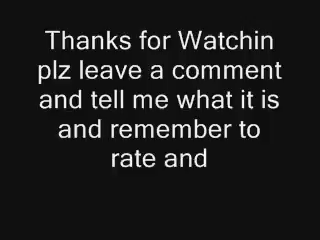 Thanks for Watchin
plz leave a comment
and tell me what it is
and remember to
rate and